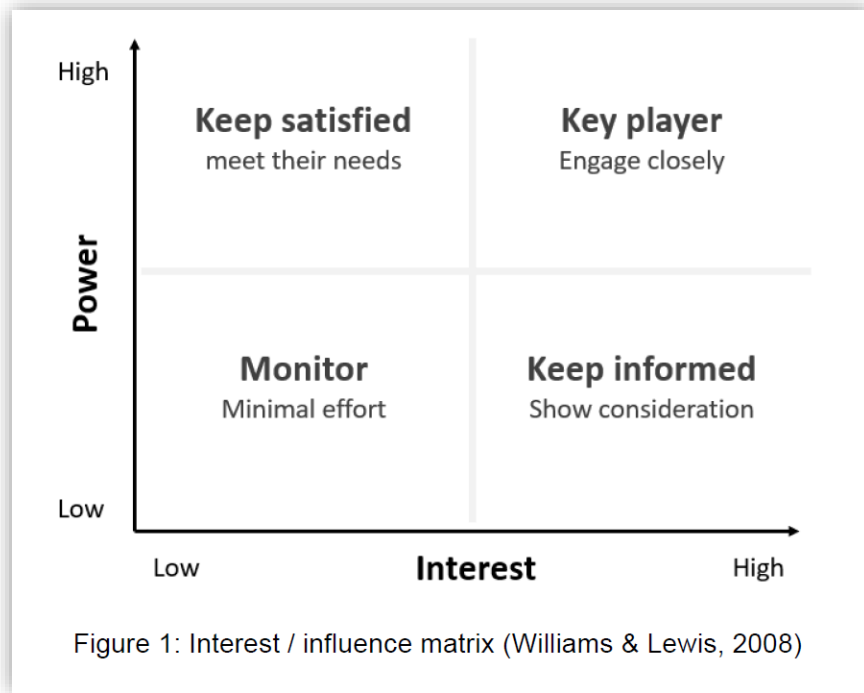 High
Keep satisfied
meet their needs
Key player
Engage closely
Power
Monitor
Minimal effort
Keep informed
Show consideration
Low
Low
Interest
High
Figure 1: Interest / influence matrix (Williams & Lewis, 2008)